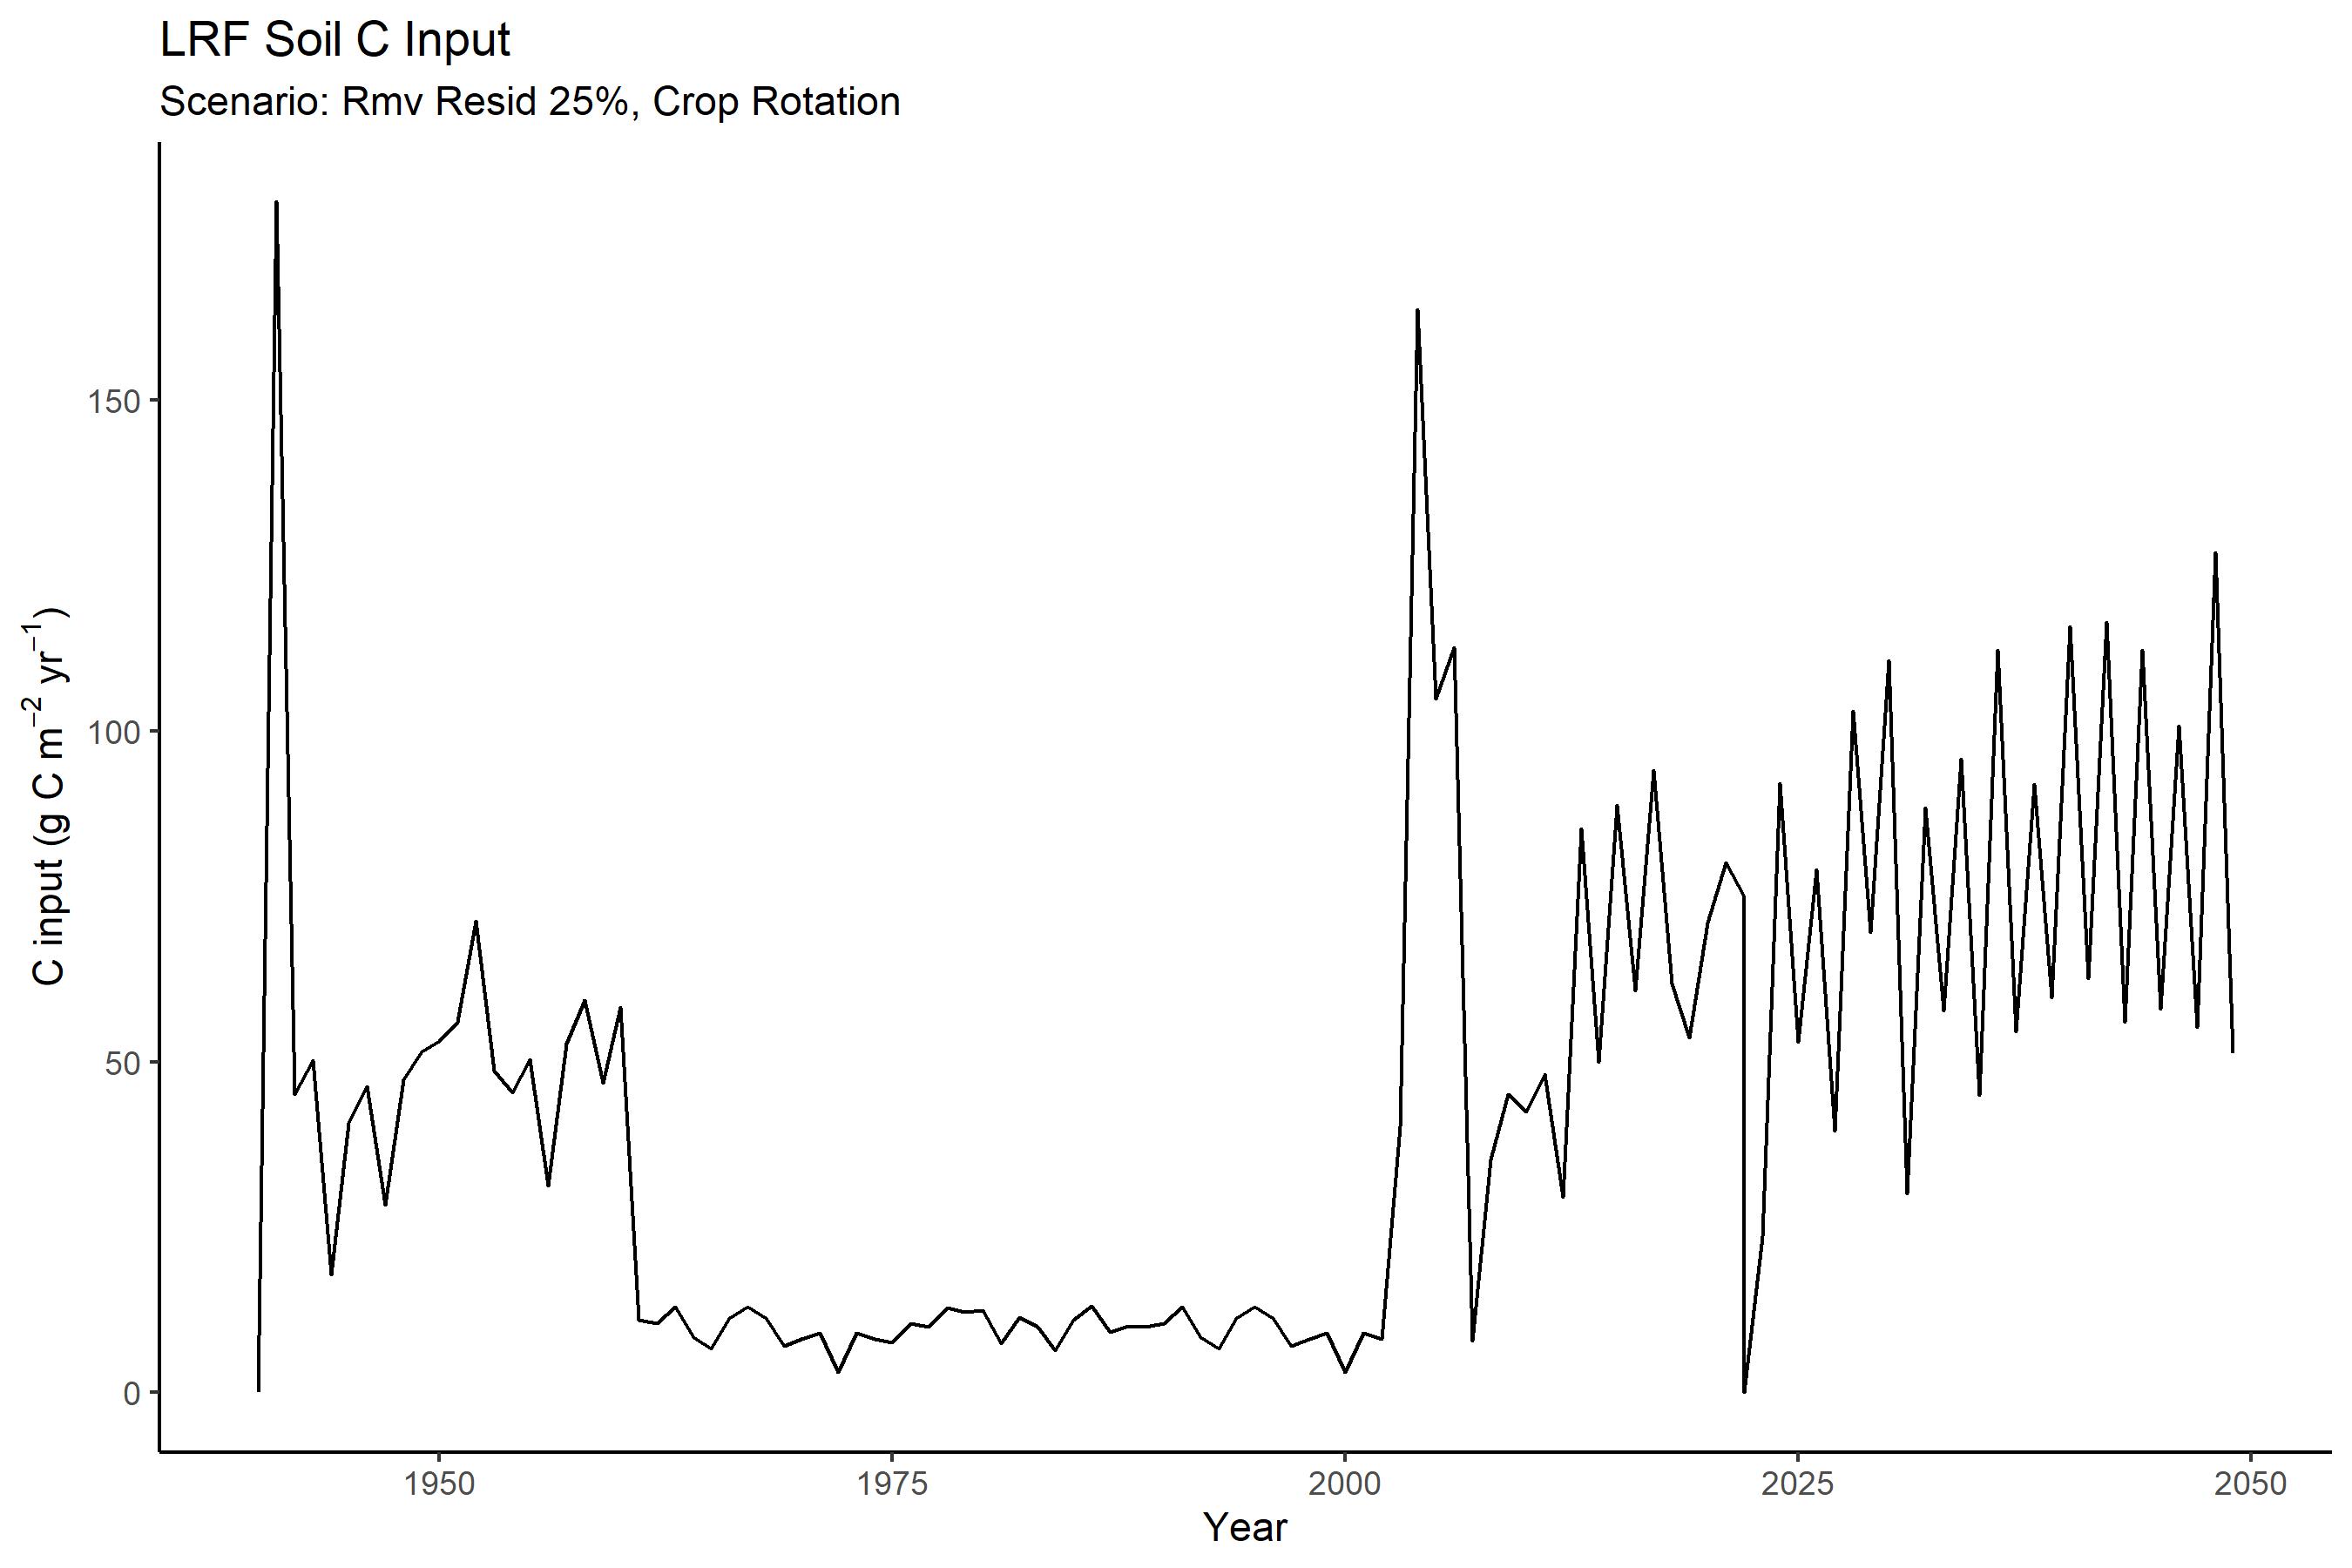 LRF Soil C Input
Scenario: Rmv Resid 25%, Crop Rotation
C input (g C m⁻² yr⁻¹)
150
100
50
0
1950 1975 2000 2025 2050
Year